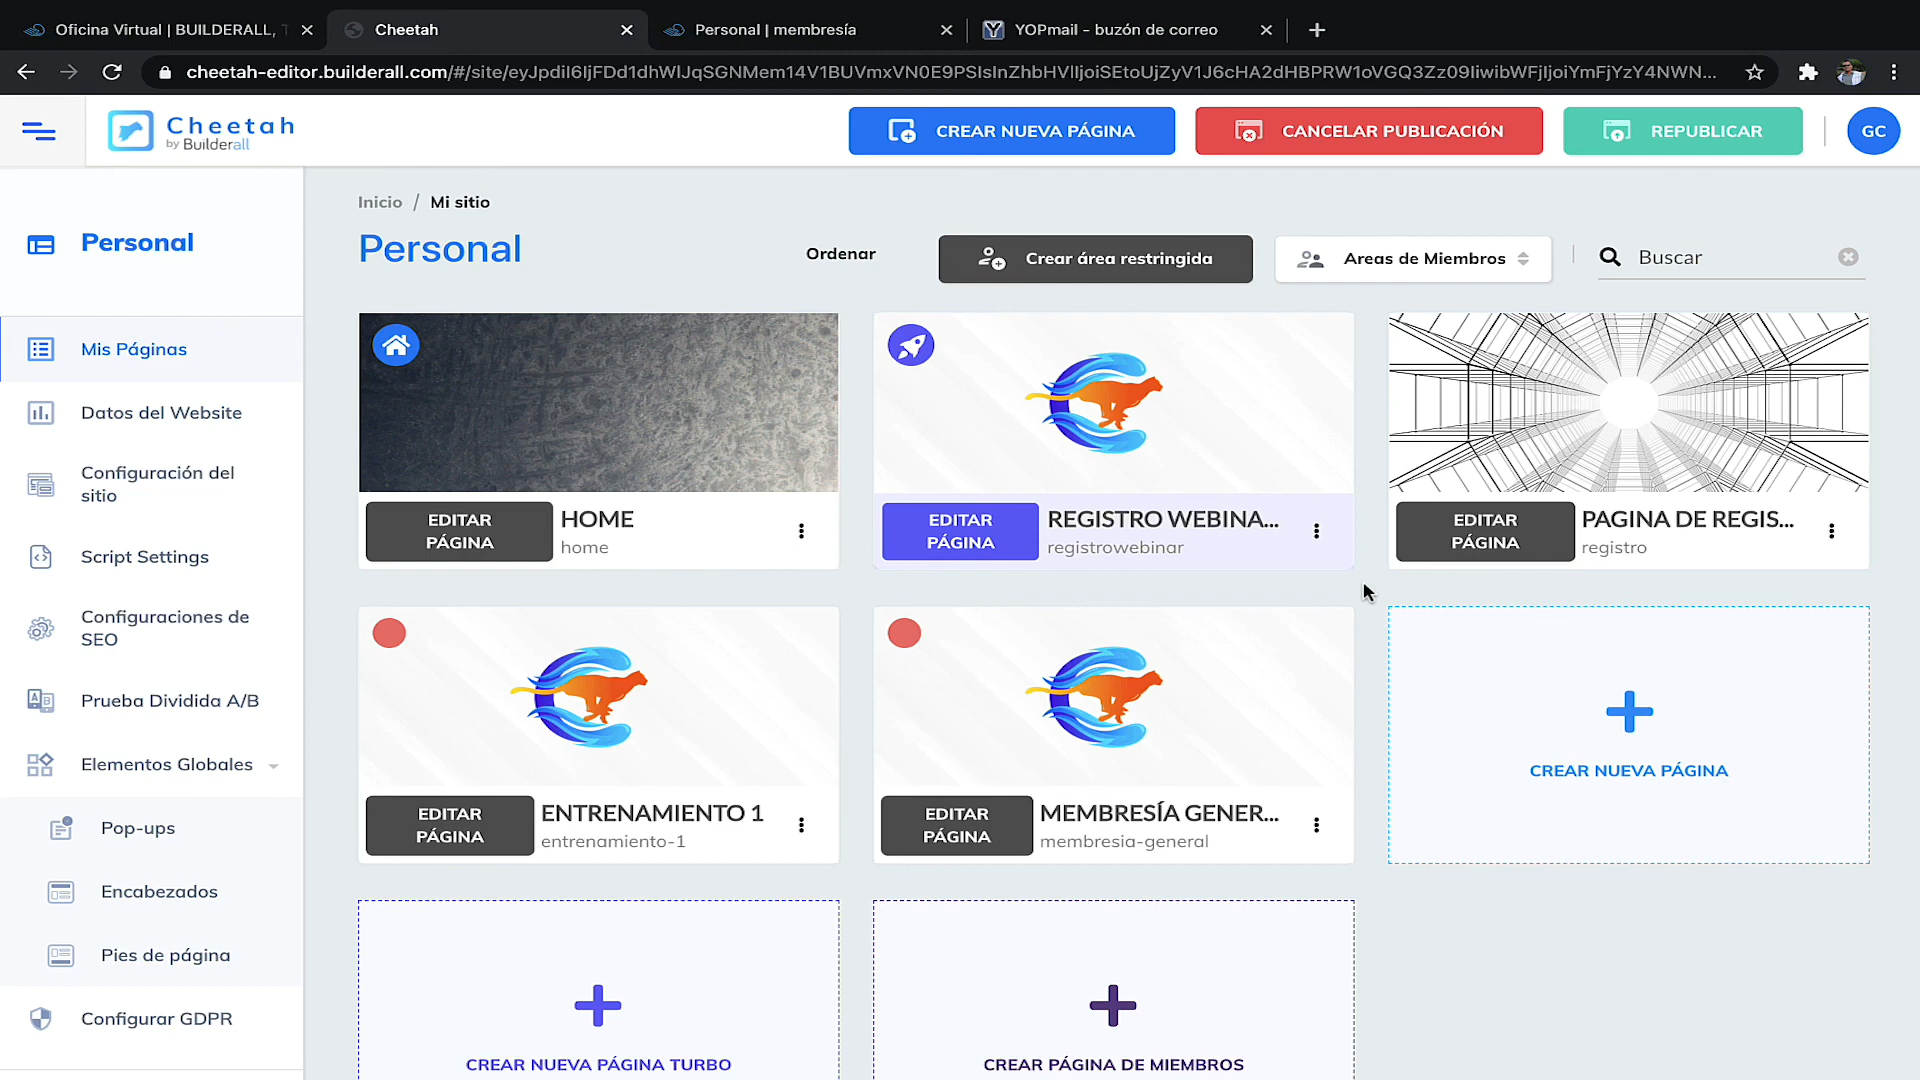 Oficina Virtual | BUILDERALL,
Cheetah
Personal | membresía
YOPmail - buzón de correo
cheetah-editor.builderall.com/#/site/eyJpdiI6IjFDd1dhWlJqSGNMem14V1BUVmxVN0E9PSIsInZhbHVlIjoiSEtoUjZyV1J6cHA2dHBPRW1oVGQ3Zz09IiwibWFjIjoiYmFjYzY4NWN...
Cheetah
by Builderall
CREAR NUEVA PÁGINA
CANCELAR PUBLICACIÓN
REPUBLICAR
GC
Personal
Mis Páginas
Datos del Website
Configuración del
sitio
Script Settings
Configuraciones de
SEO
Prueba Dividida A/B
Elementos Globales
Pop-ups
Encabezados
Pies de página
Configurar GDPR
Inicio / Mi sitio
Personal
Ordenar
Crear área restringida
Areas de Miembros
Buscar
EDITAR
PÁGINA
HOME
home
EDITAR
PÁGINA
REGISTRO WEBINA...
registrowebinar
EDITAR
PÁGINA
PAGINA DE REGIS...
registro
EDITAR
PÁGINA
ENTRENAMIENTO 1
entrenamiento-1
EDITAR
PÁGINA
MEMBRESÍA GENER...
membresia-general
CREAR NUEVA PÁGINA
CREAR NUEVA PÁGINA TURBO
CREAR PÁGINA DE MIEMBROS